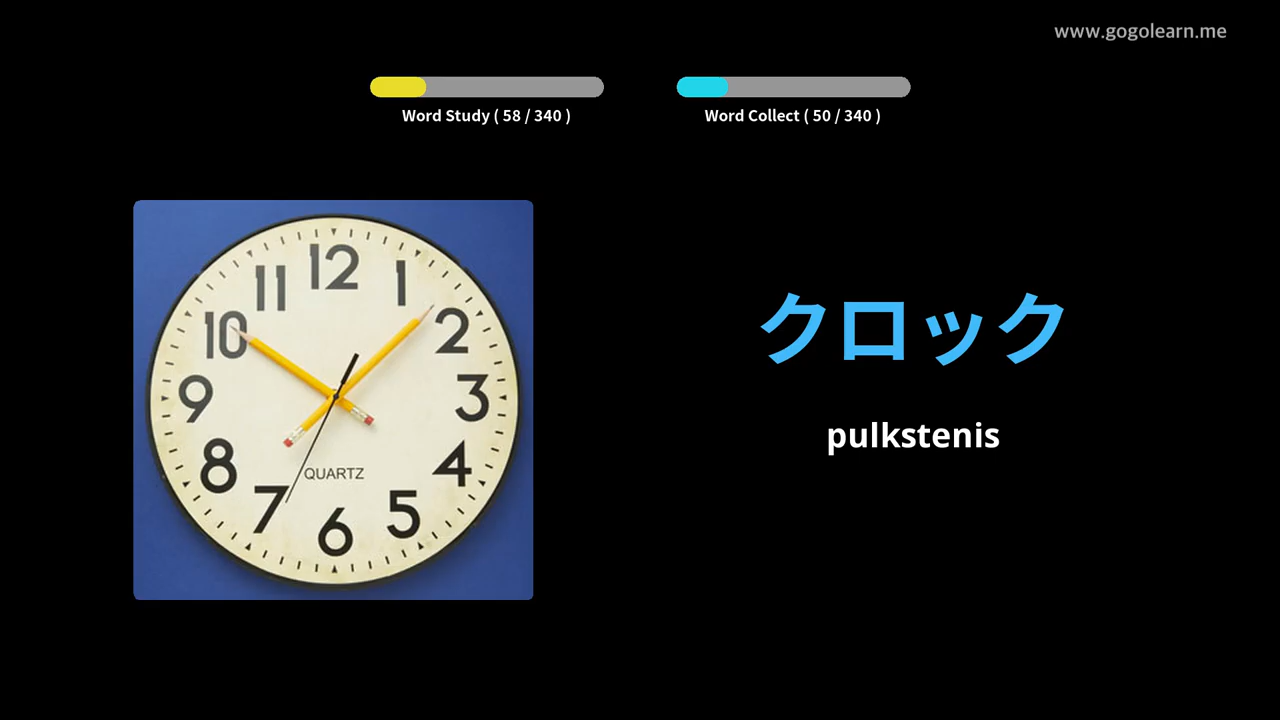 www.gogolearn.me
Word Study ( 58 / 340 )
Word Collect ( 50 / 340 )
12
11
1
10
2
9
3
8
4
7
5
6
QUARTZ
クロック
pulkstenis